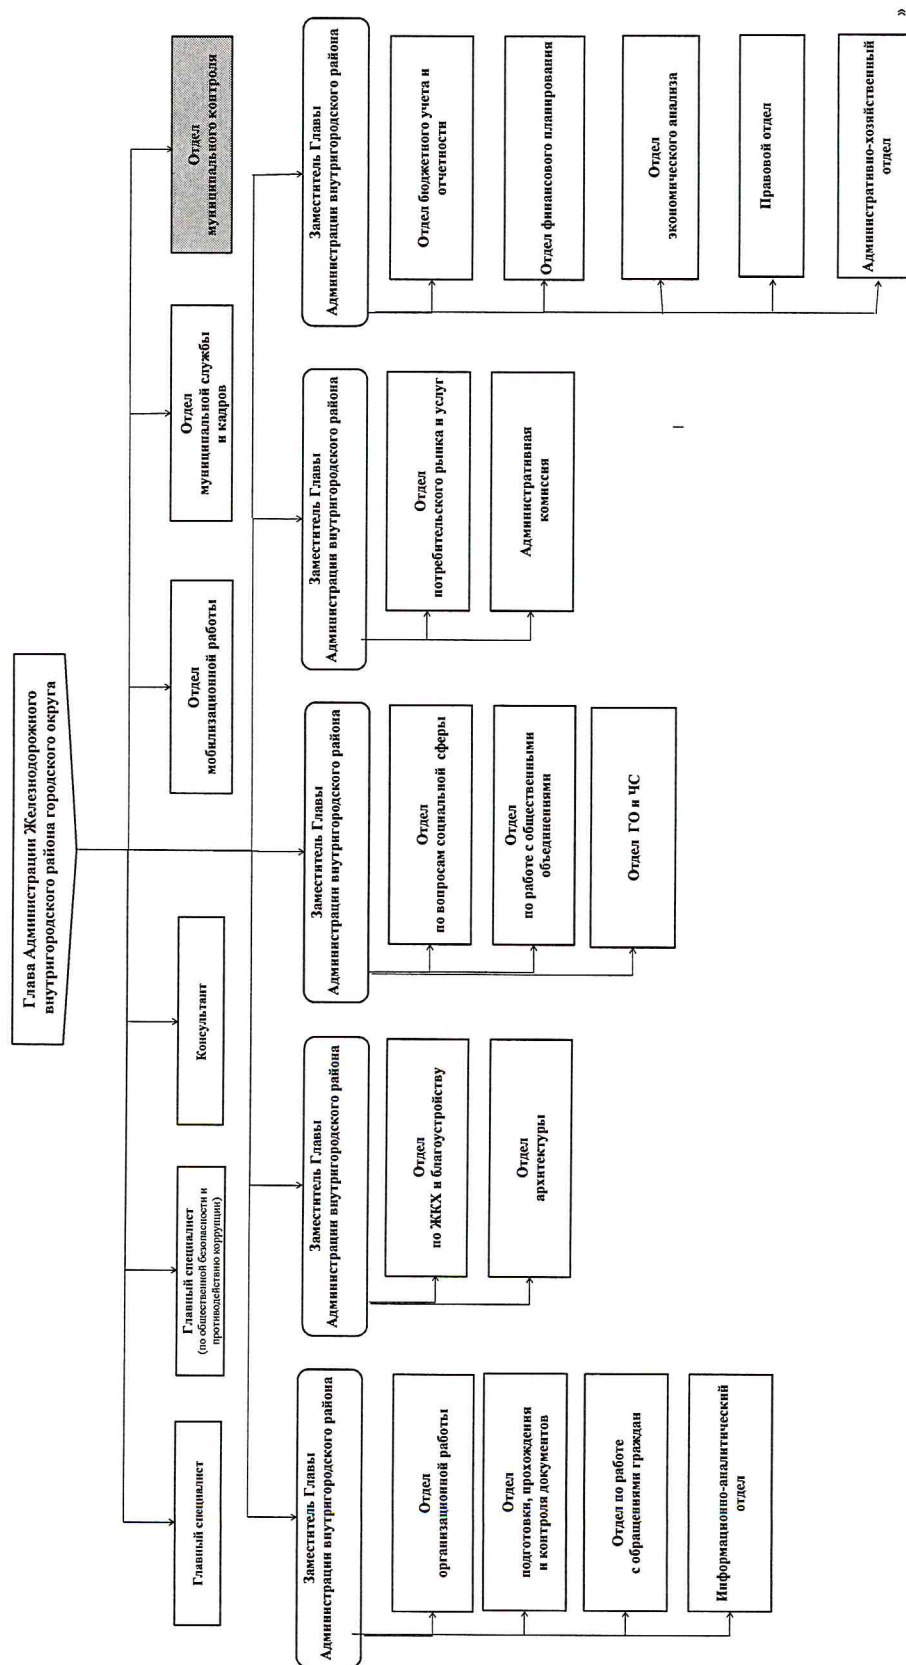 Глава Администрации Железнодорожного
внутригородского района городского округа
Главный специалист
Главный специалист
(по общественной безопасности и
противодействию коррупции)
Консультант
Отдел
мобилизационной работы
Отдел
муниципальной службы
и кадров
Отдел
муниципального контроля
Заместитель Главы
Администрации внутригородского района
Отдел
организационной работы
Отдел
подготовки, прохождения
и контроля документов
Отдел по работе
с обращениями граждан
Информационно-аналитический
отдел
Заместитель Главы
Администрации внутригородского района
Отдел
по ЖКХ и благоустройству
Отдел
архитектуры
Заместитель Главы
Администрации внутригородского района
Отдел
по вопросам социальной сферы
Отдел
по работе с общественными
объединениями
Отдел ГО и ЧС
Заместитель Главы
Администрации внутригородского района
Отдел
потребительского рынка и услуг
Административная
комиссия
Заместитель Главы
Администрации внутригородского района
Отдел бюджетного учета и
отчетности
Отдел финансового планирования
Отдел
экономического анализа
Правовой отдел
Административно-хозяйственный
отдел
»